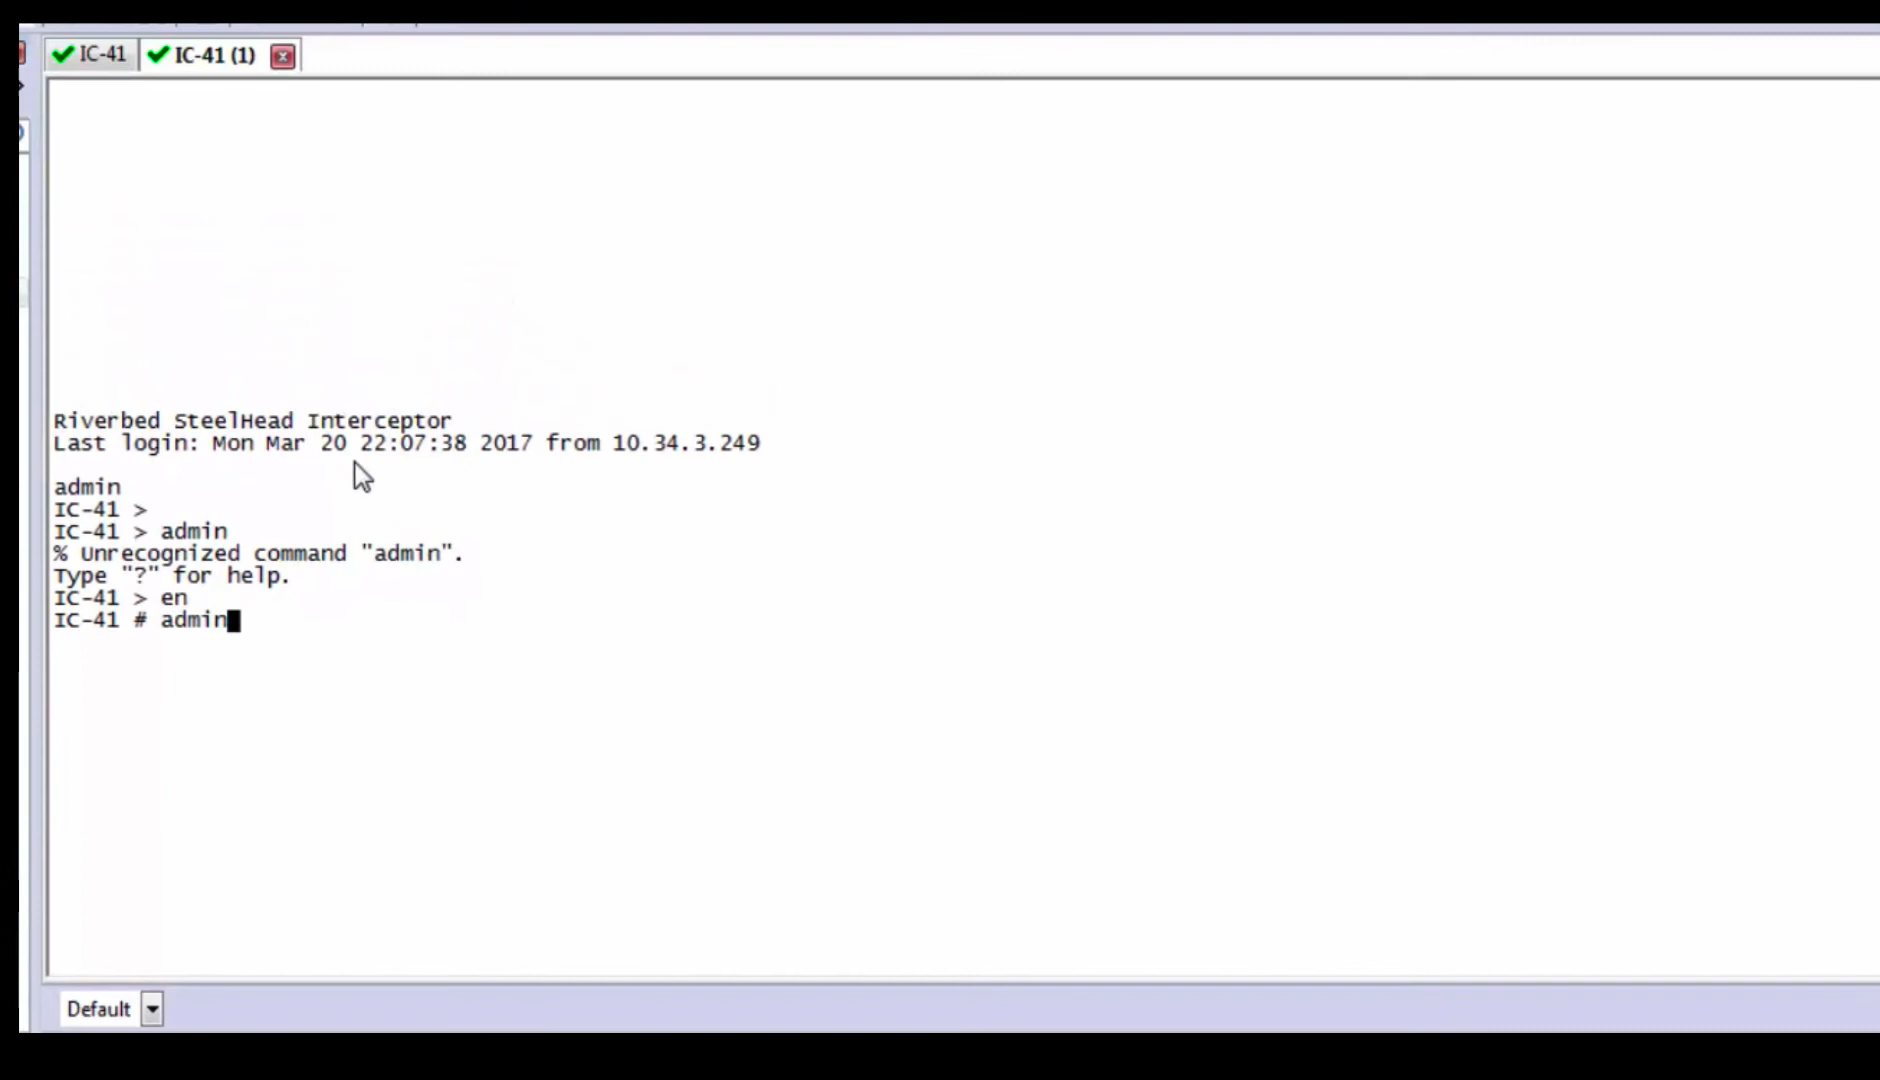 IC-41 IC-41 (1)
Riverbed SteelHead Interceptor
Last login: Mon Mar 20 22:07:38 2017 from 10.34.3.249
admin
IC-41 >
IC-41 > admin
% Unrecognized command "admin".
Type "?" for help.
IC-41 > en
IC-41 # admin
Default